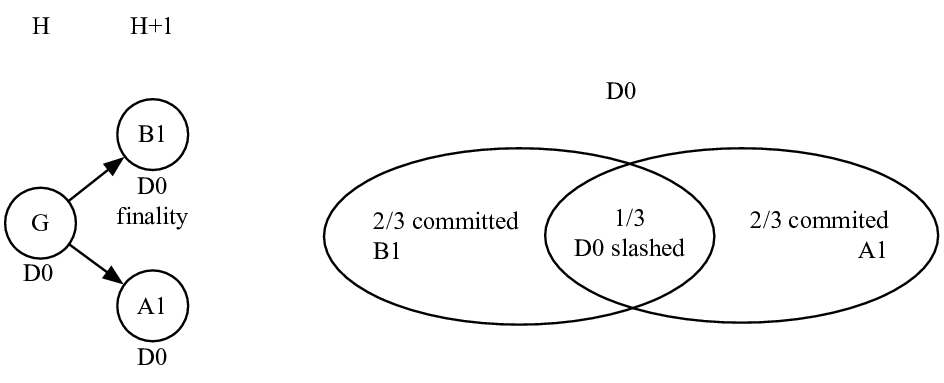 H H+1
B1
D0
finality
G
D0
A1
D0
D0
2/3 committed
B1
1/3
D0 slashed
2/3 commited
A1